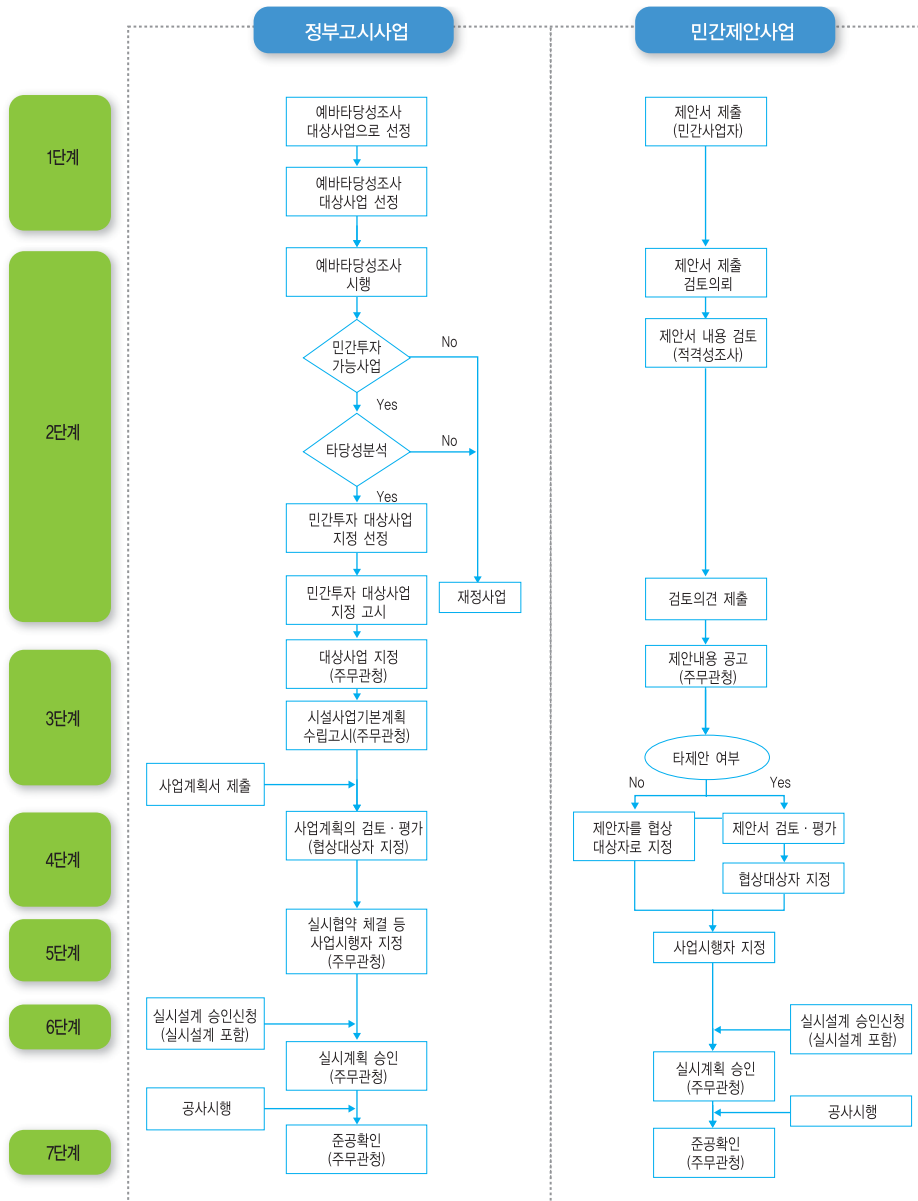 정부고시사업
민간제안사업
1단계
예바타당성조사
대상사업으로 선정
예바타당성조사
대상사업 선정
제안서 제출
(민간사업자)
2단계
예바타당성조사
시행
민간투자
가능사업
No
Yes
타당성분석
No
Yes
민간투자 대상사업
지정 선정
민간투자 대상사업
지정 고시
재정사업
제안서 제출
검토의뢰
제안서 내용 검토
(적격성조사)
검토의견 제출
3단계
대상사업 지정
(주무관청)
시설사업기본계획
수립고시(주무관청)
사업계획서 제출
제안내용 공고
(주무관청)
타제안 여부
No
Yes
4단계
사업계획의 검토·평가
(협상대상자 지정)
제안자를 협상
대상자로 지정
제안서 검토·평가
협상대상자 지정
5단계
실시협약 체결 등
사업시행자 지정
(주무관청)
사업시행자 지정
6단계
실시설계 승인신청
(실시설계 포함)
실시계획 승인
(주무관청)
공사시행
실시설계 승인신청
(실시설계 포함)
실시계획 승인
(주무관청)
공사시행
7단계
준공확인
(주무관청)
준공확인
(주무관청)